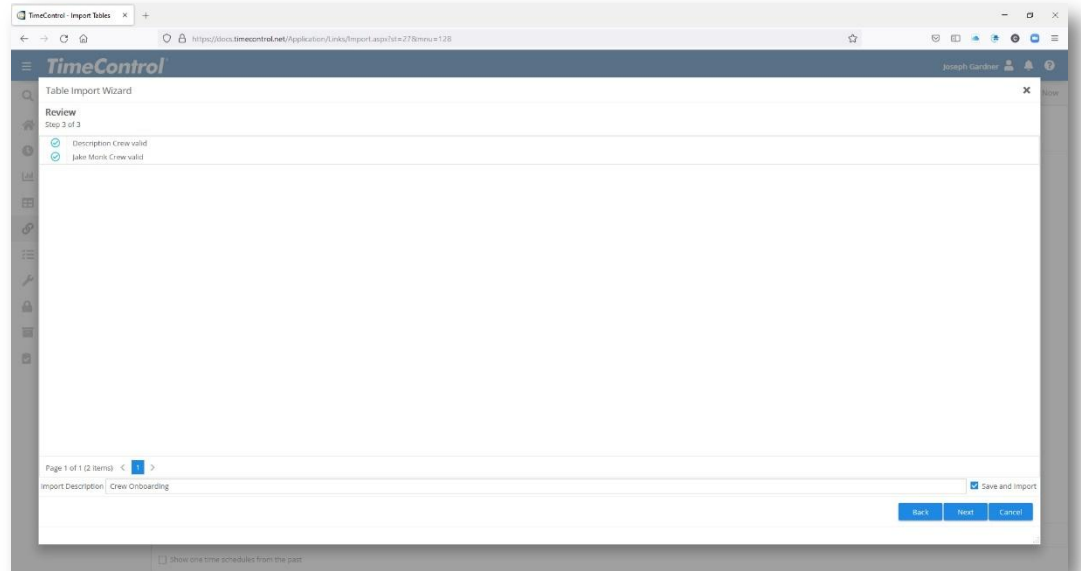 TimeControl - Import Tables
https://docs.timecontrol.net/Application/Links/Import.aspx?st=27&mnu=128
TimeControl
Joseph Gardner
Table Import Wizard
Now
Review
Step 3 of 3
Description Crew valid
Jake Monk Crew valid
Page 1 of 1 (2 items) < 1 >
Import Description Crew Onboarding
Save and Import
Back Next Cancel
Show one time schedules from the past